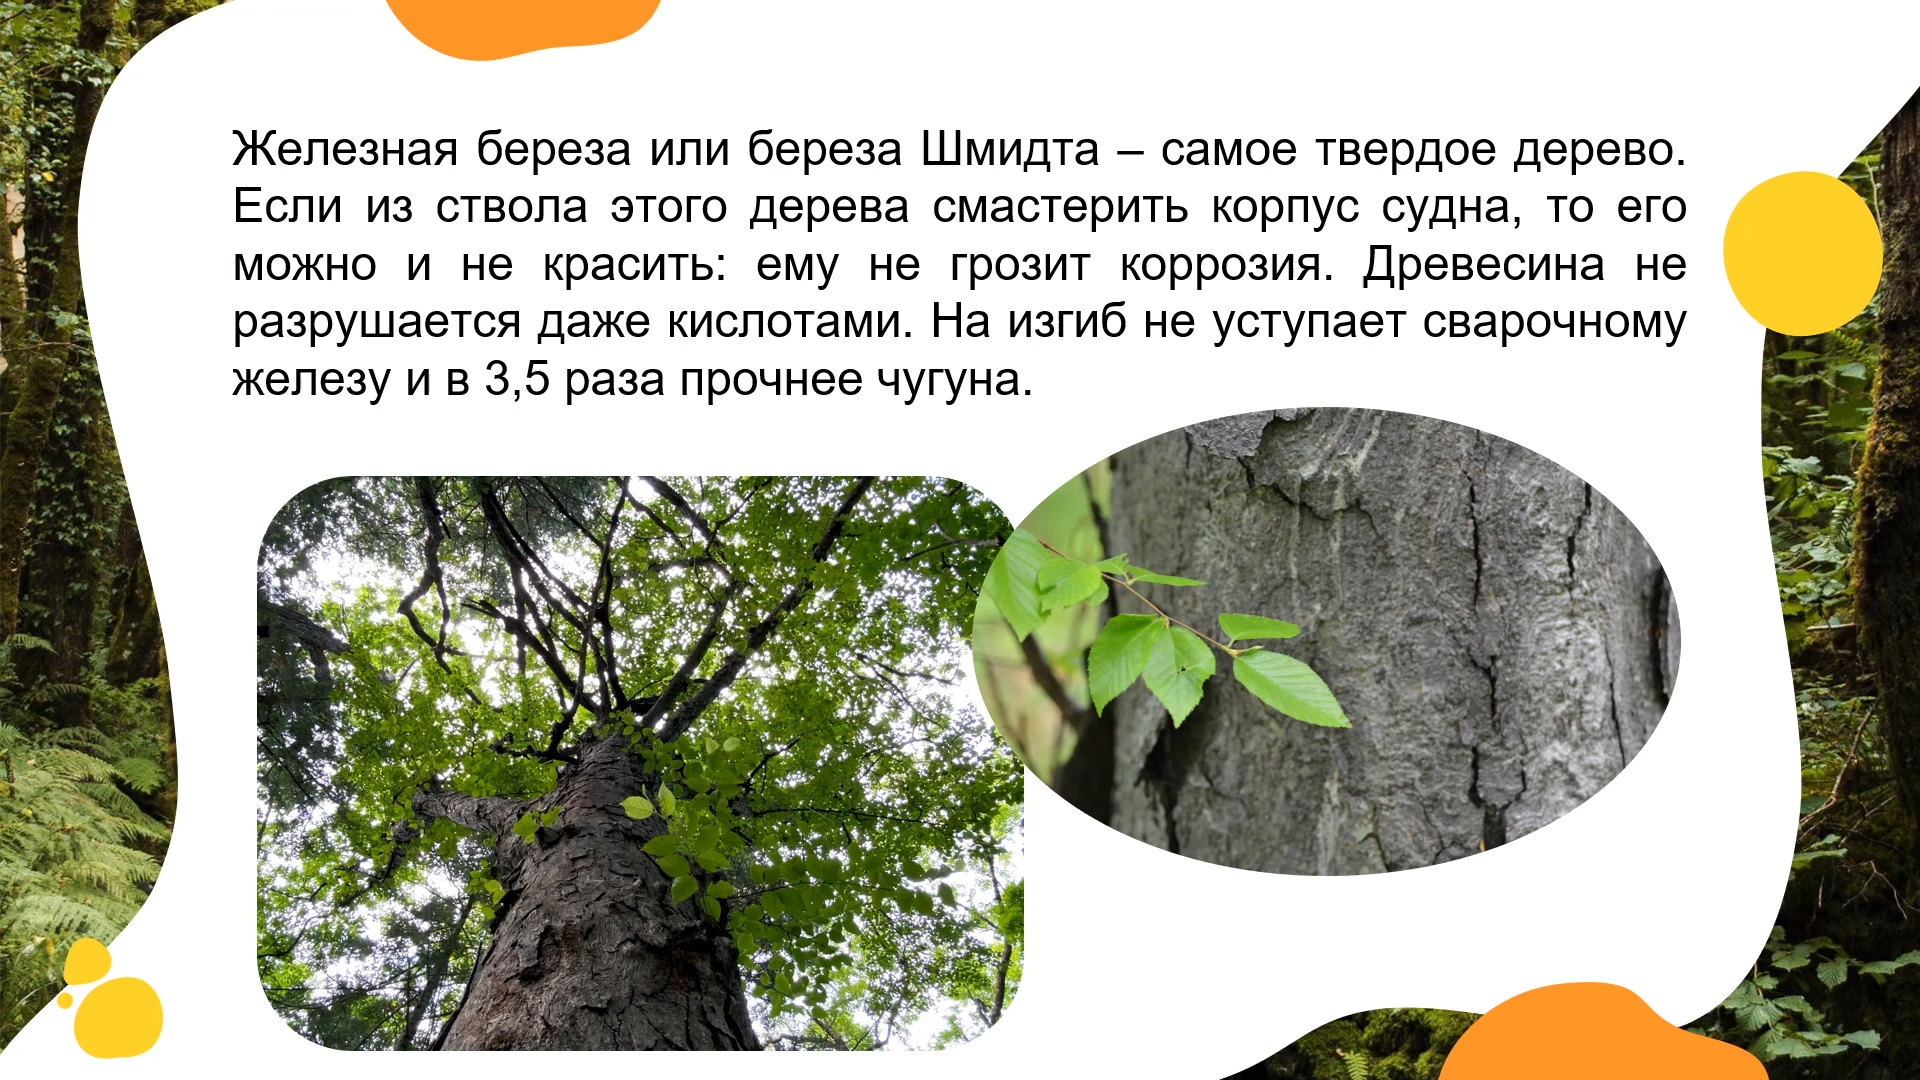 Железная береза или береза Шмидта – самое твердое дерево.
Если из ствола этого дерева смастерить корпус судна, то его
можно и не красить: ему не грозит коррозия. Древесина не
разрушается даже кислотами. На изгиб не уступает сварочному
железу и в 3,5 раза прочнее чугуна.